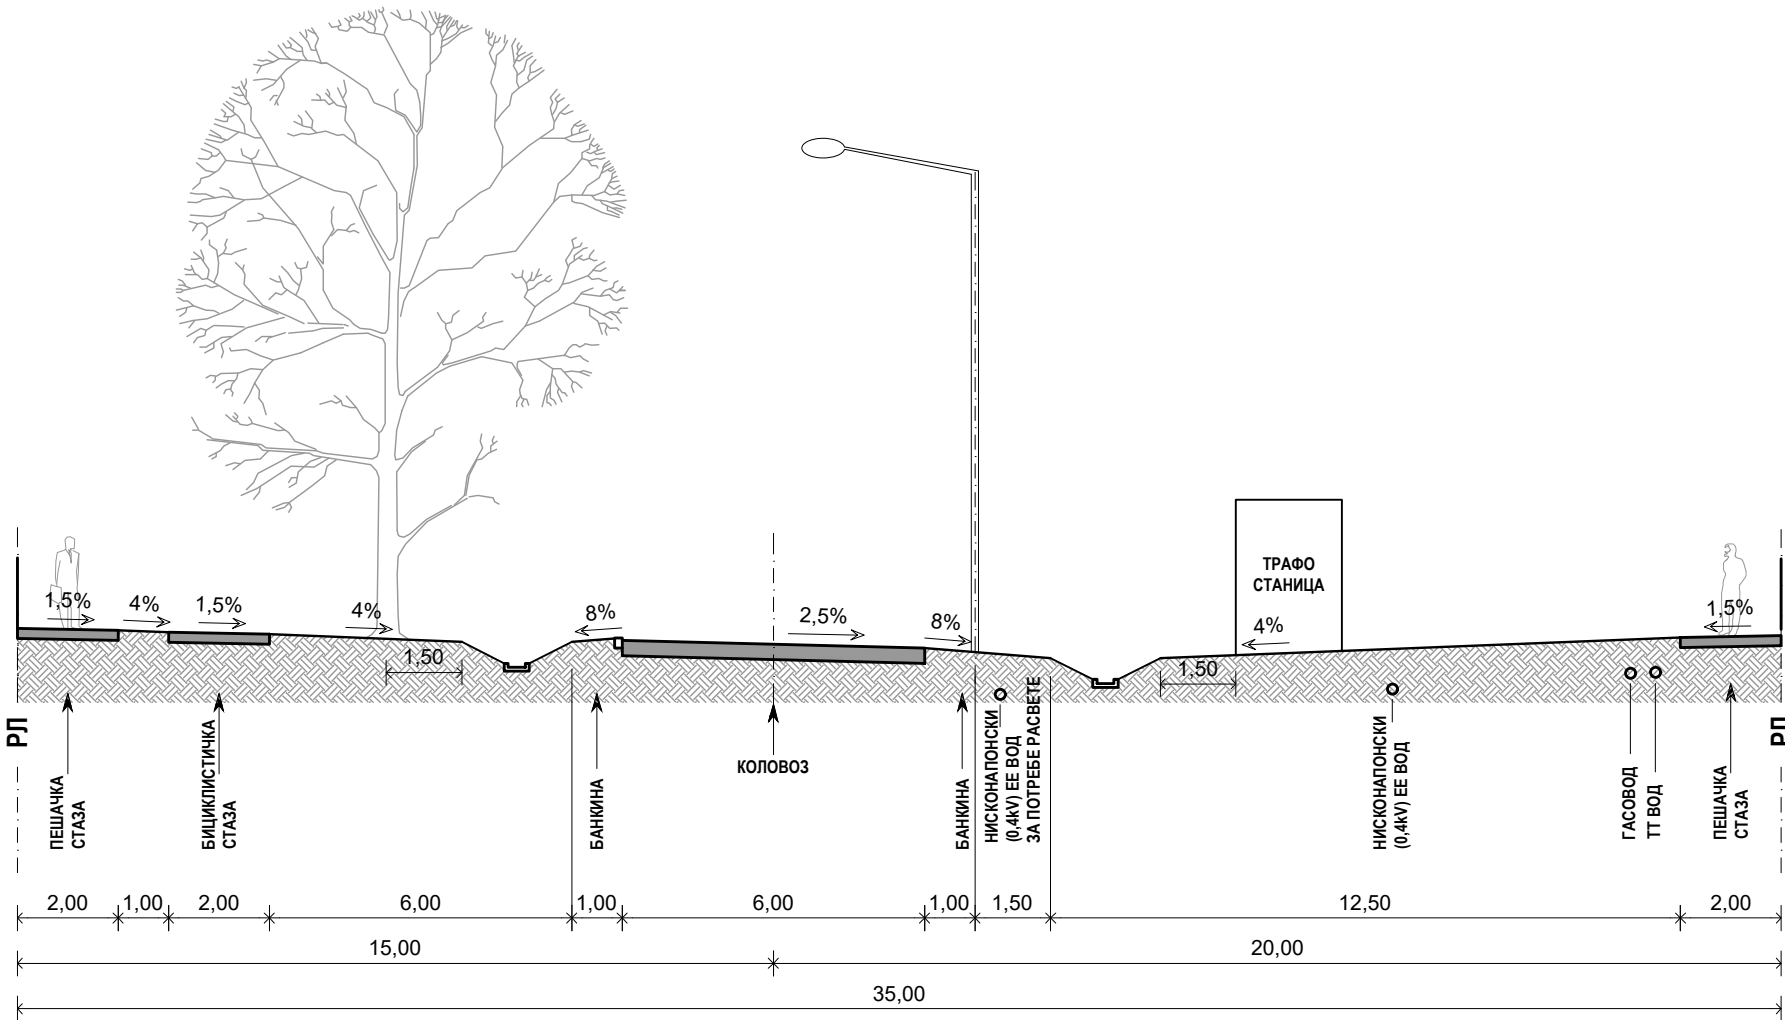 ТРАФО
СТАНИЦА
1,5%
4%
1,5%
4%
8%
2,5%
8%
4%
1,5%
1,50
1,50
РЛ
РЛ
ПЕШАЧКА
СТАЗА
БИЦИКЛИСТИЧКА
СТАЗА
БАНКИНА
КОЛОВОЗ
БАНКИНА
НИСКОНАПОНСКИ
(0,4kV) ЕЕ ВОД
ЗА ПОТРЕБЕ РАСВЕТЕ
НИСКОНАПОНСКИ
(0,4kV) ЕЕ ВОД
ГАСОВОД
ТТ ВОД
ПЕШАЧКА
СТАЗА
2,00
1,00
2,00
6,00
1,00
6,00
1,00
1,50
12,50
2,00
15,00
20,00
35,00